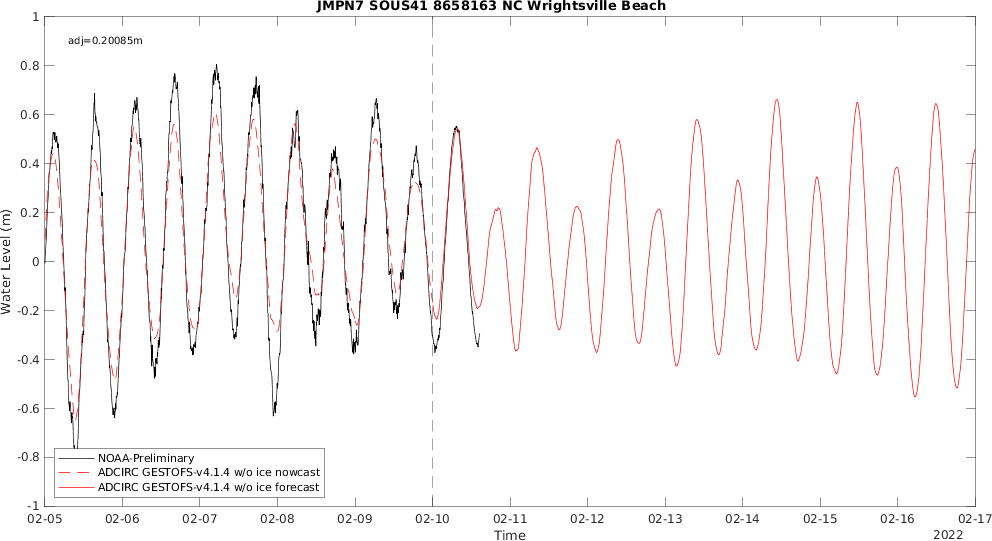 JMPN7 SOUS41 8658163 NC Wrightsville Beach
adj=0.20085m
1
0.8
0.6
0.4
0.2
0
-0.2
-0.4
-0.6
-0.8
-1
Water Level (m)
NOAA-Preliminary
ADCIRC GESTOFS-v4.1.4 w/o ice nowcast
ADCIRC GESTOFS-v4.1.4 w/o ice forecast
02-05 02-06 02-07 02-08 02-09 02-10 02-11 02-12 02-13 02-14 02-15 02-16 02-17
Time
2022